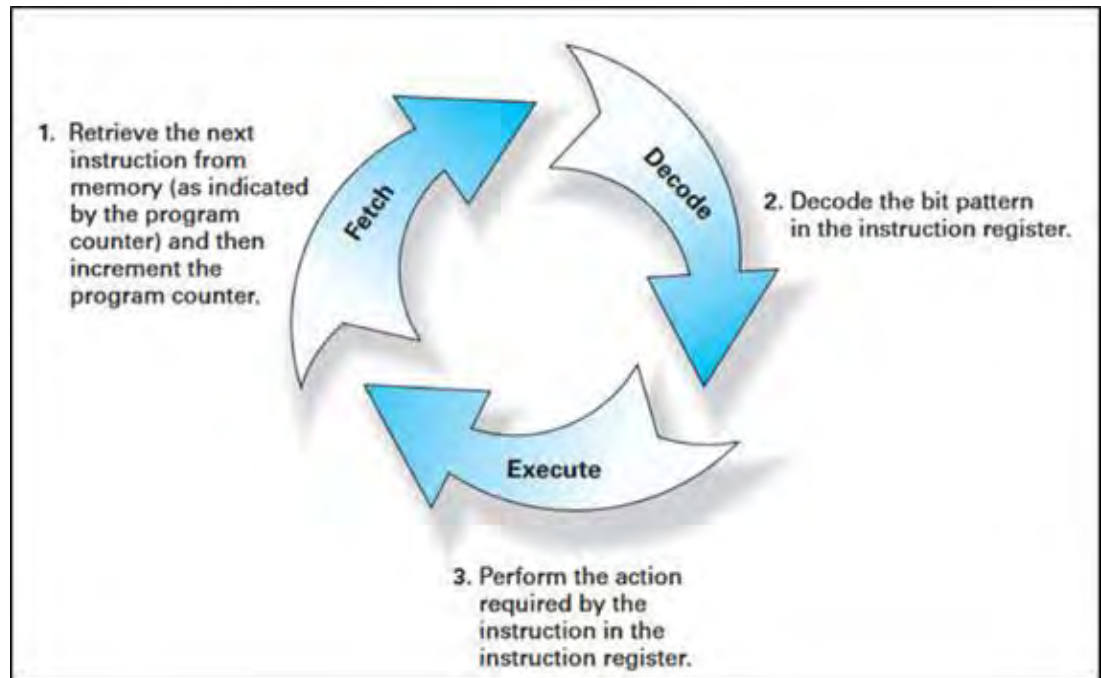 1. Retrieve the next
instruction from
memory (as indicated
by the program
counter) and then
increment the
program counter.
Fetch
Decode
2. Decode the bit pattern
in the instruction register.
Execute
3. Perform the action
required by the
instruction in the
instruction register.